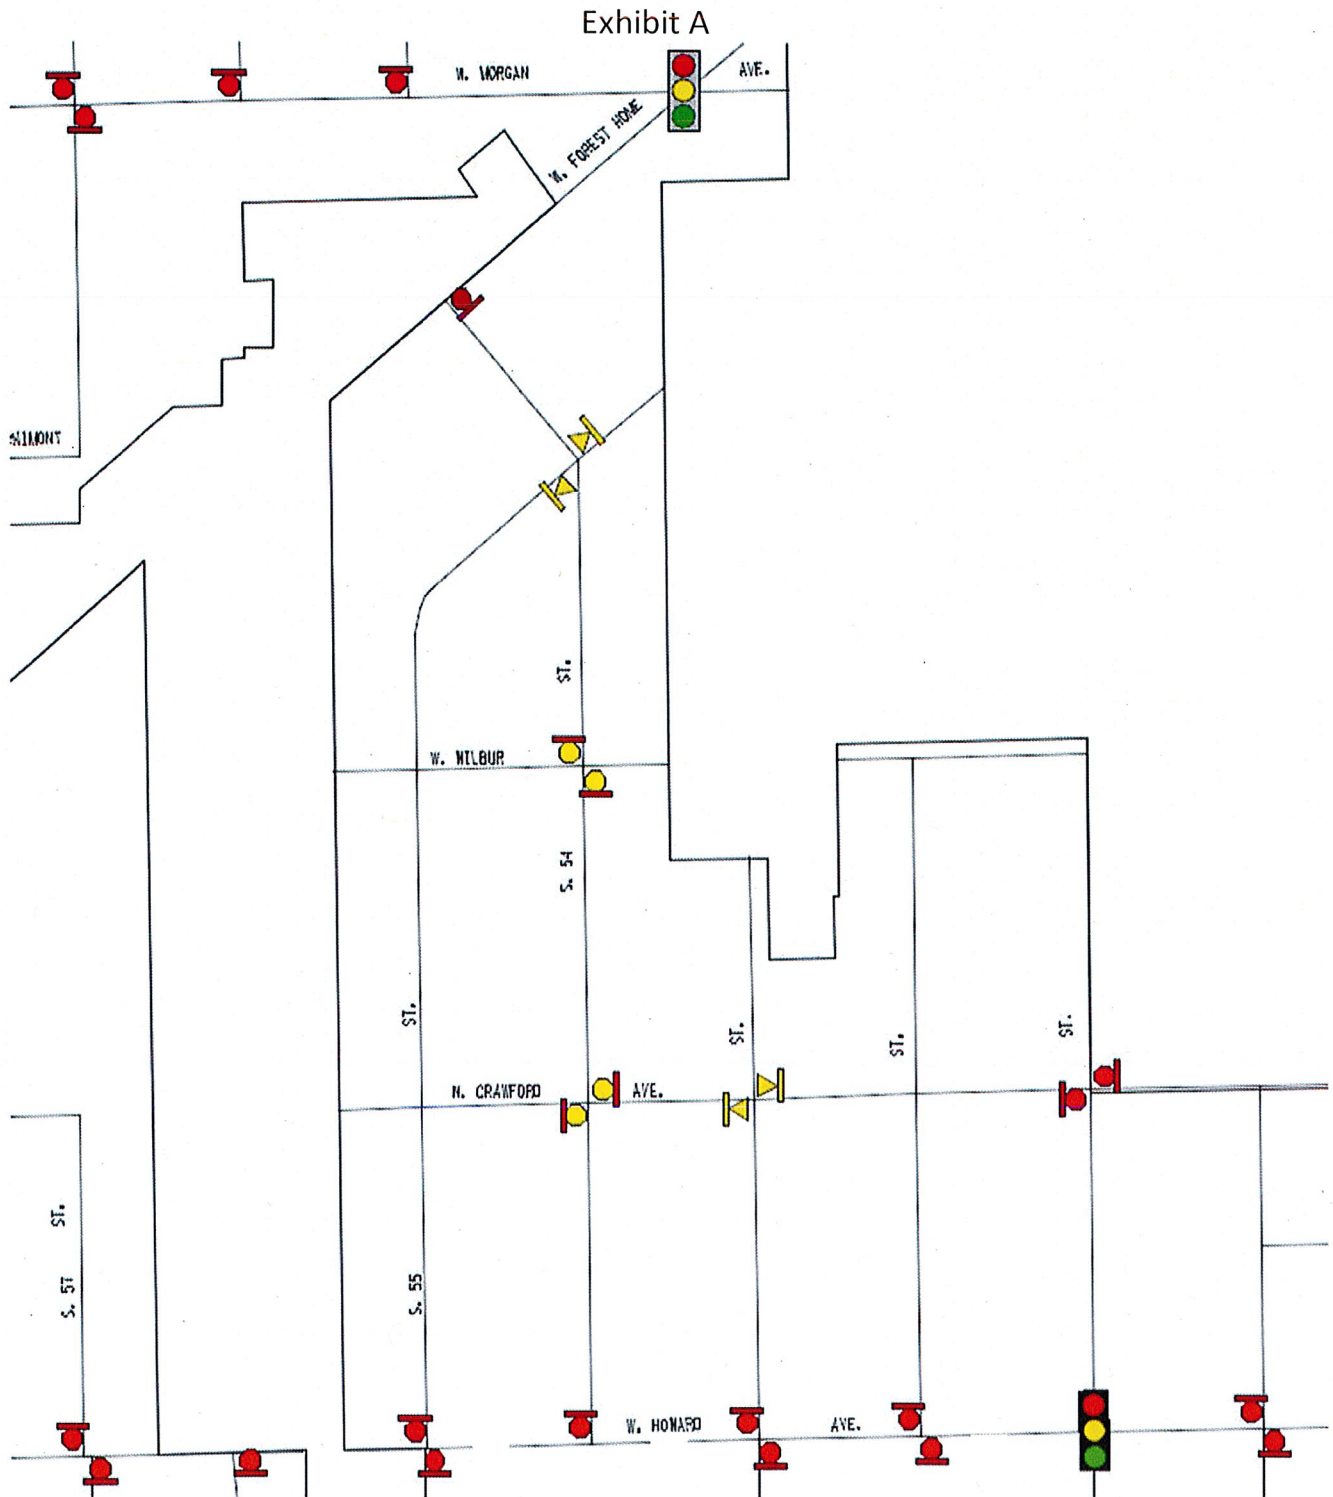 Exhibit A
W. MORGAN
AVE.
W. FOREST HOME
ST.
W. WILBUR
S. 54
ST.
ST.
ST.
ST.
N. CRAWFORD
AVE.
ST.
S. 57
S. 55
W. HOWARD
AVE.